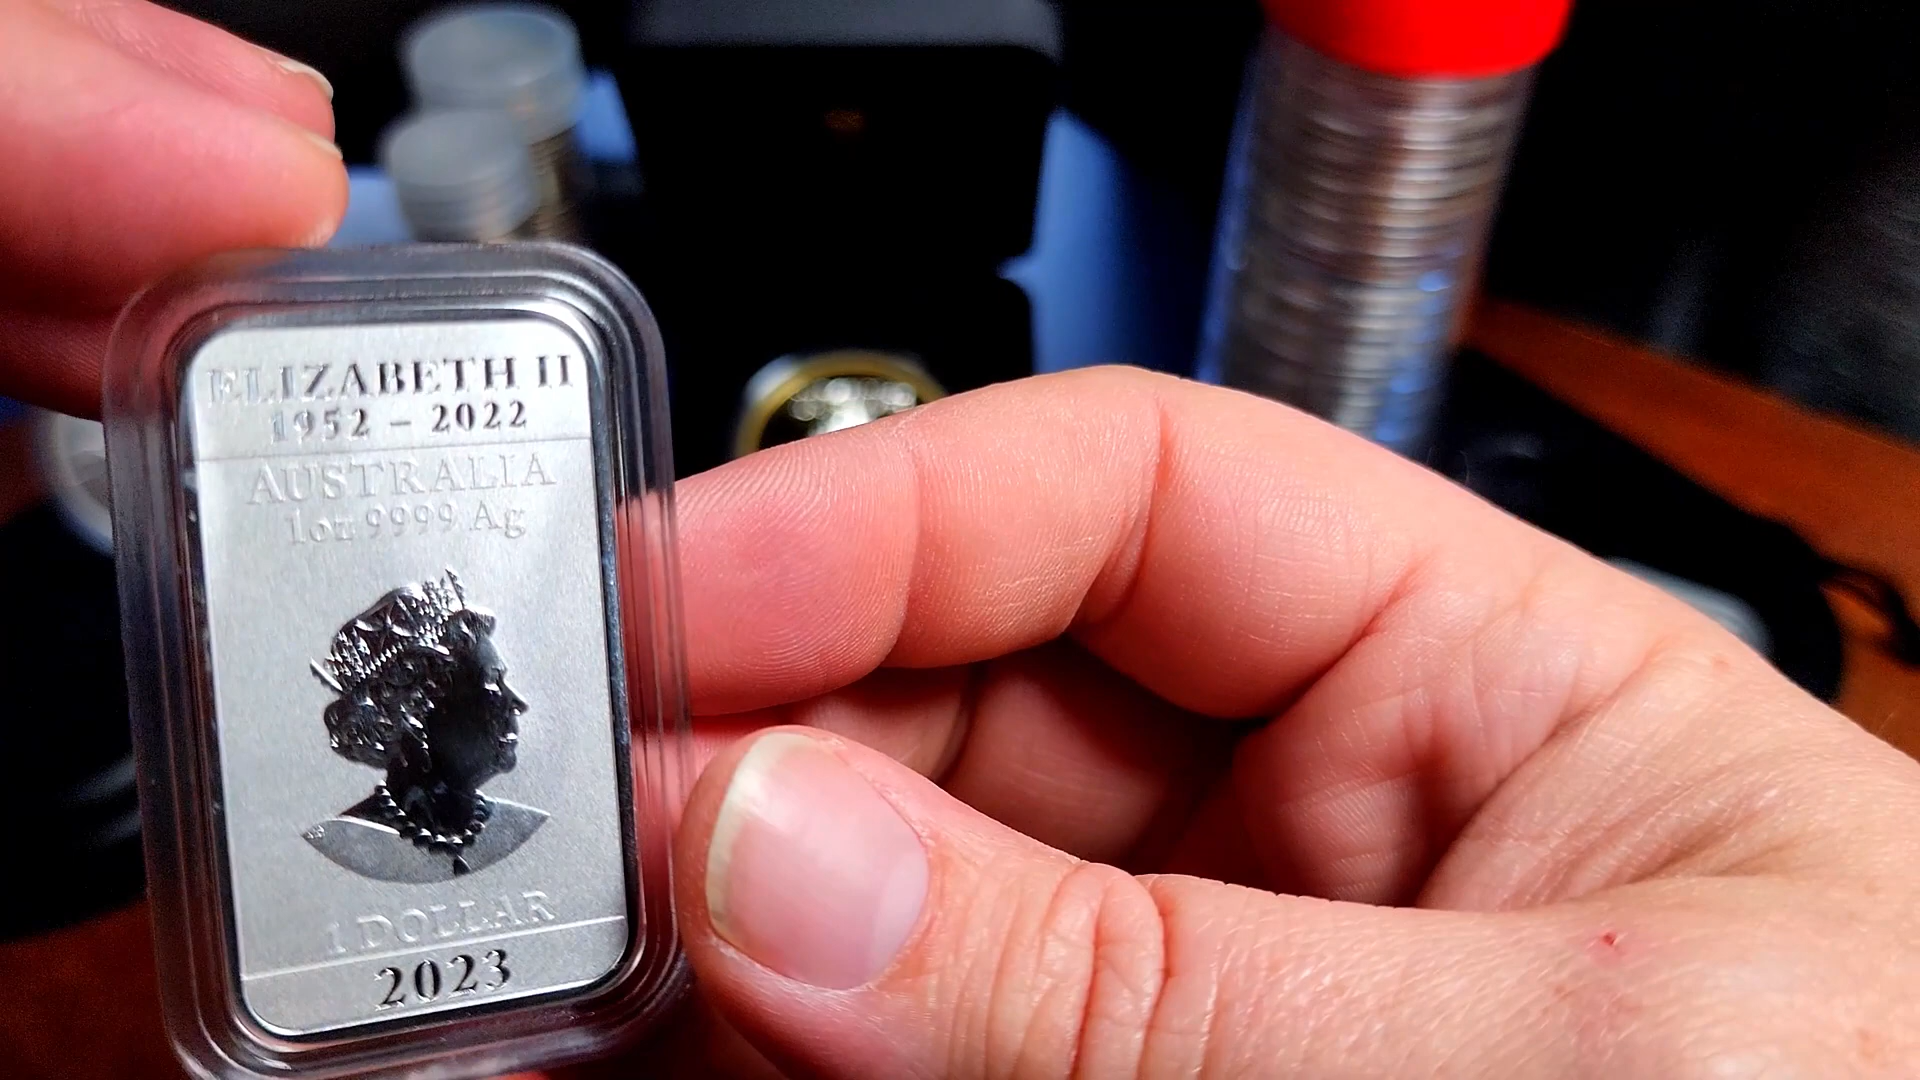 ELIZABETH II
1952 – 2022
AUSTRALIA
1oz 9999 Ag
1 DOLLAR
2023